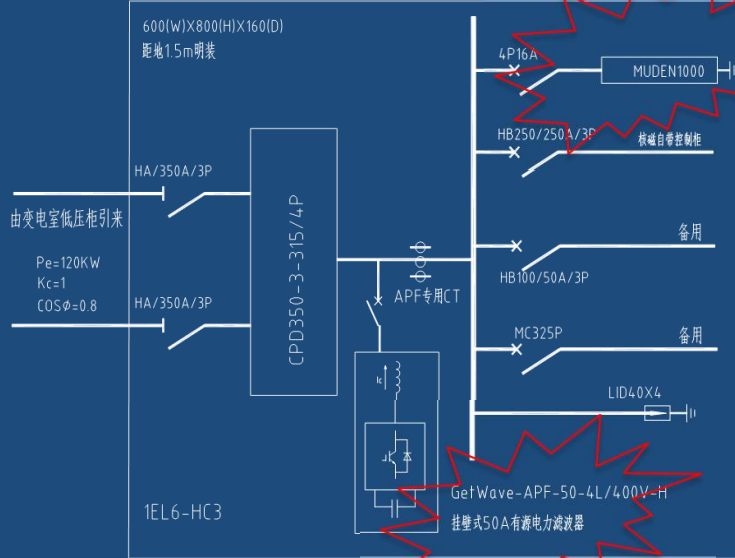 600(W)X800(H)X160(D)
距地1.5m明装
4P16A
MUDEN1000
HB250/250A/3P
核磁自带控制柜
HA/350A/3P
由变电室低压柜引来
Pe=120KW
Kc=1
COSΦ=0.8
HA/350A/3P
CPD350-3-315/4P
APF专用CT
备用
HB100/50A/3P
MC325P
备用
LID40X4
Ic
1EL6-HC3
GetWave-APF-50-4L/400V-H
挂壁式50A有源电力滤波器